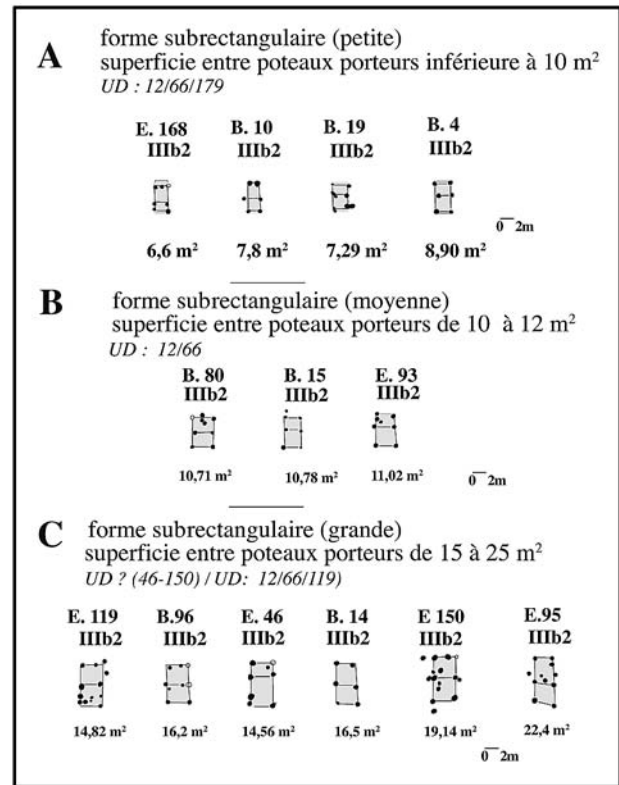 A forme subrectangulaire (petite)
superficie entre poteaux porteurs inférieure à 10 m²
UD : 12/66/179
E. 168 B. 10 B. 19 B. 4
IIIb2 IIIb2 IIIb2 IIIb2
0 2m
6,6 m² 7,8 m² 7,29 m² 8,90 m²
B forme subrectangulaire (moyenne)
superficie entre poteaux porteurs de 10 à 12 m²
UD : 12/66
B. 80 B. 15 E. 93
IIIb2 IIIb2 IIIb2
10,71 m² 10,78 m² 11,02 m² 0 2m
C forme subrectangulaire (grande)
superficie entre poteaux porteurs de 15 à 25 m²
UD ? (46-150) / UD: 12/66/119)
E. 119 B.96 E. 46 B. 14 E 150 E.95
IIIb2 IIIb2 IIIb2 IIIb2 IIIb2 IIIb2
14,82 m² 16,2 m² 14,56 m² 16,5 m² 19,14 m² 22,4 m²
0 2m